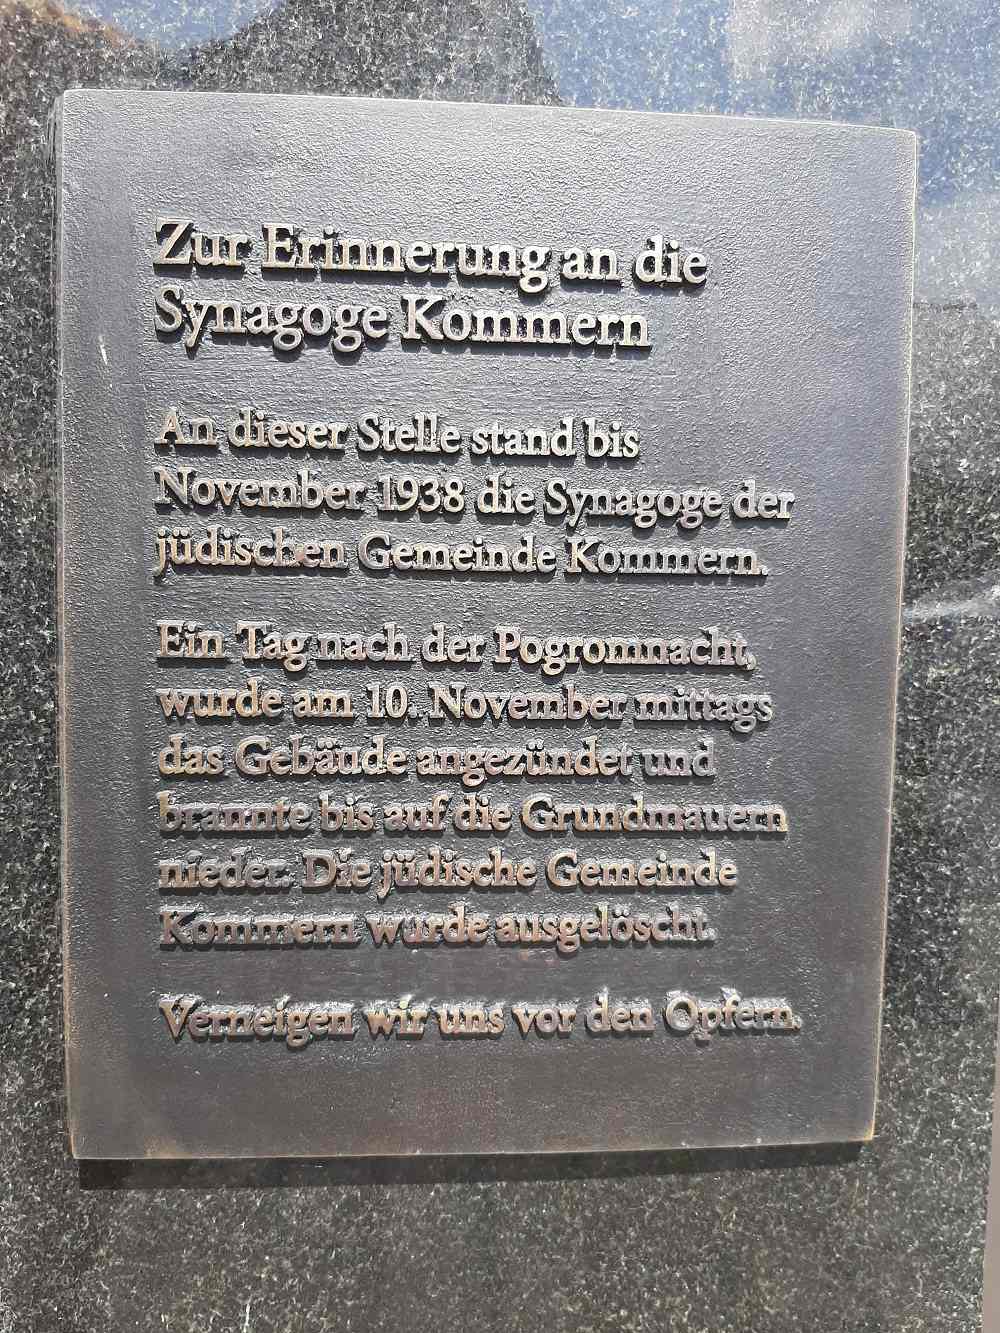 Zur Erinnerung an die
Synagoge Kommern
An dieser Stelle stand bis
November 1938 die Synagoge der
jüdischen Gemeinde Kommern.
Ein Tag nach der Pogromnacht,
wurde am 10. November mittags
das Gebäude angezündet und
brannte bis auf die Grundmauern
nieder. Die jüdische Gemeinde
Kommern wurde ausgelöscht.
Verneigen wir uns vor den Opfern.